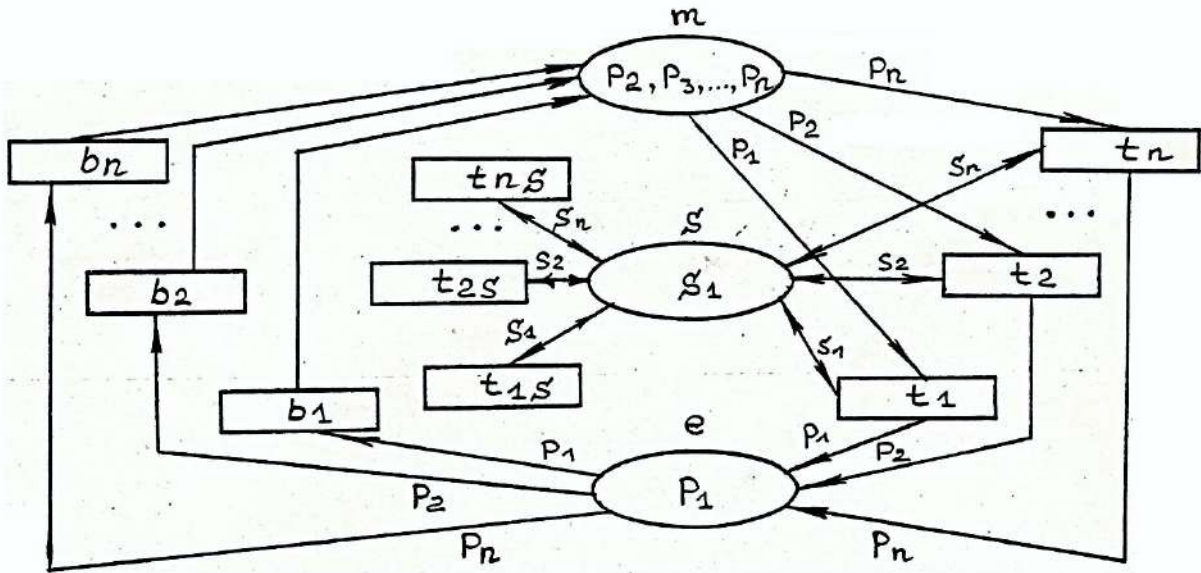 m
P2, P3, ..., Pn
Pn
P2
P1
bn
tn
tns
Sn
Sn
...
...
...
S
S2
S2
b2
t2s
S1
t2
S1
S1
t1s
t1
b1
e
P1
P1
P2
P1
P2
Pn
Pn